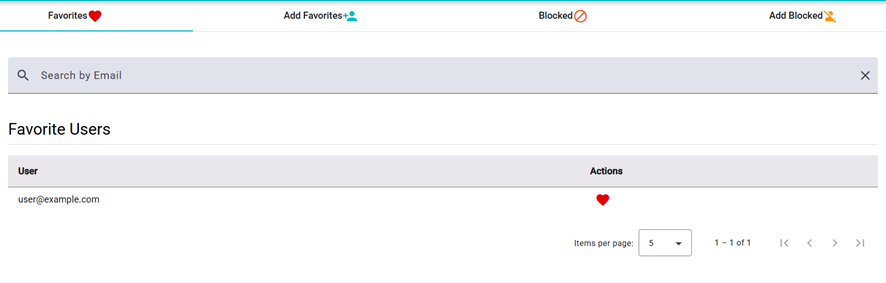 Favorites Add Favorites Blocked Add Blocked
Search by Email
Favorite Users
User Actions
user@example.com
Items per page: 5 1 – 1 of 1